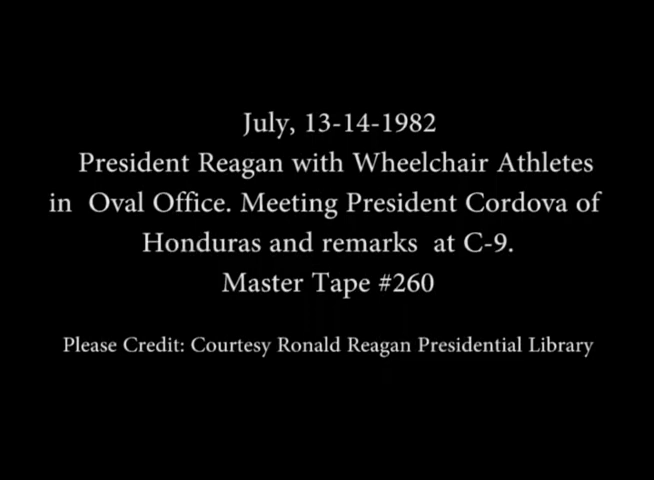 July, 13-14-1982
President Reagan with Wheelchair Athletes
in Oval Office. Meeting President Cordova of
Honduras and remarks at C-9.
Master Tape #260
Please Credit: Courtesy Ronald Reagan Presidential Library